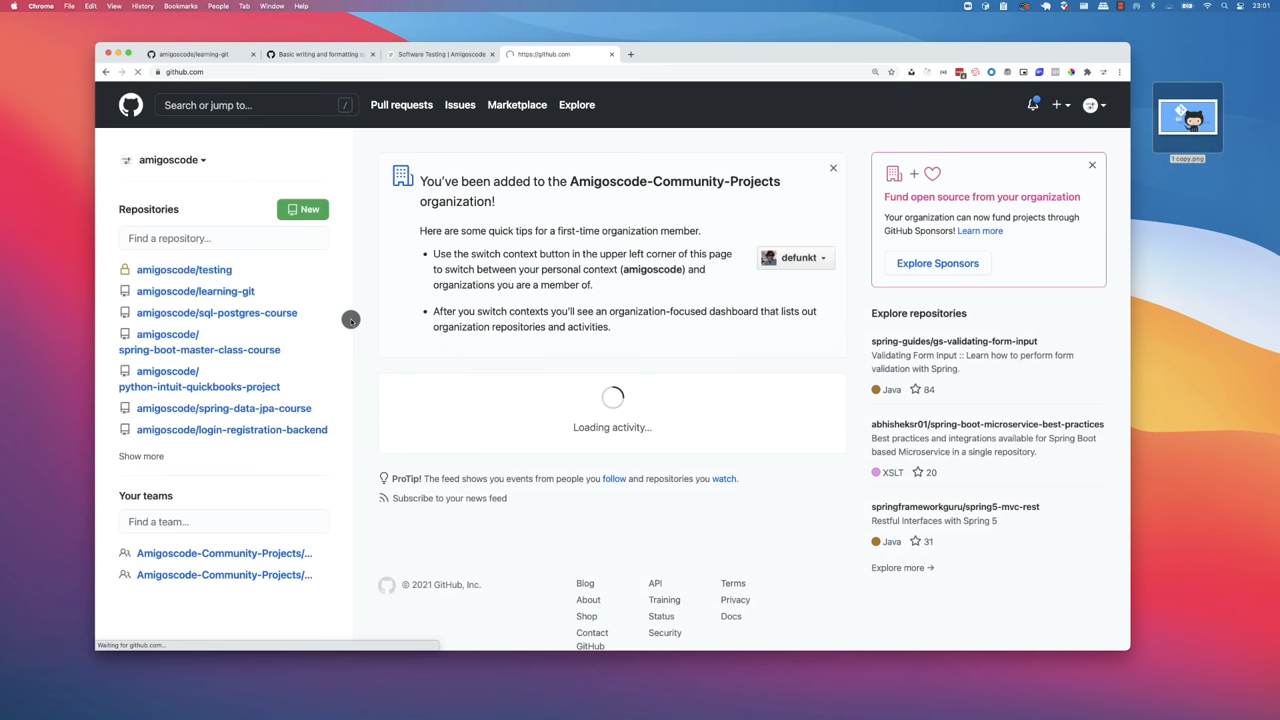 Chrome File Edit View History Bookmarks People Tab Window Help
23:01
amigoscode/learning-git
Basic writing and formatting s
Software Testing | Amigoscode
https://github.com
github.com
Search or jump to...
/
Pull requests Issues Marketplace Explore
1 copy.png
amigoscode
Repositories
New
Find a repository...
amigoscode/testing
amigoscode/learning-git
amigoscode/sql-postgres-course
amigoscode/
spring-boot-master-class-course
amigoscode/
python-intuit-quickbooks-project
amigoscode/spring-data-jpa-course
amigoscode/login-registration-backend
Show more
Your teams
Find a team...
Amigoscode-Community-Projects/...
Amigoscode-Community-Projects/...
You've been added to the Amigoscode-Community-Projects
organization!
Here are some quick tips for a first-time organization member.
• Use the switch context button in the upper left corner of this page
to switch between your personal context (amigoscode) and
organizations you are a member of.
defunkt
• After you switch contexts you'll see an organization-focused dashboard that lists out
organization repositories and activities.
Loading activity...
ProTip! The feed shows you events from people you follow and repositories you watch.
Subscribe to your news feed
Fund open source from your organization
Your organization can now fund projects through
GitHub Sponsors! Learn more
Explore Sponsors
Explore repositories
spring-guides/gs-validating-form-input
Validating Form Input :: Learn how to perform form
validation with Spring.
Java 84
abhisheksr01/spring-boot-microservice-best-practices
Best practices and integrations available for Spring Boot
based Microservice in a single repository.
XSLT 20
springframeworkguru/spring5-mvc-rest
Restful Interfaces with Spring 5
Java 31
Explore more →
© 2021 GitHub, Inc.
Blog
About
Shop
Contact
GitHub
API
Training
Status
Security
Terms
Privacy
Docs
Waiting for github.com...